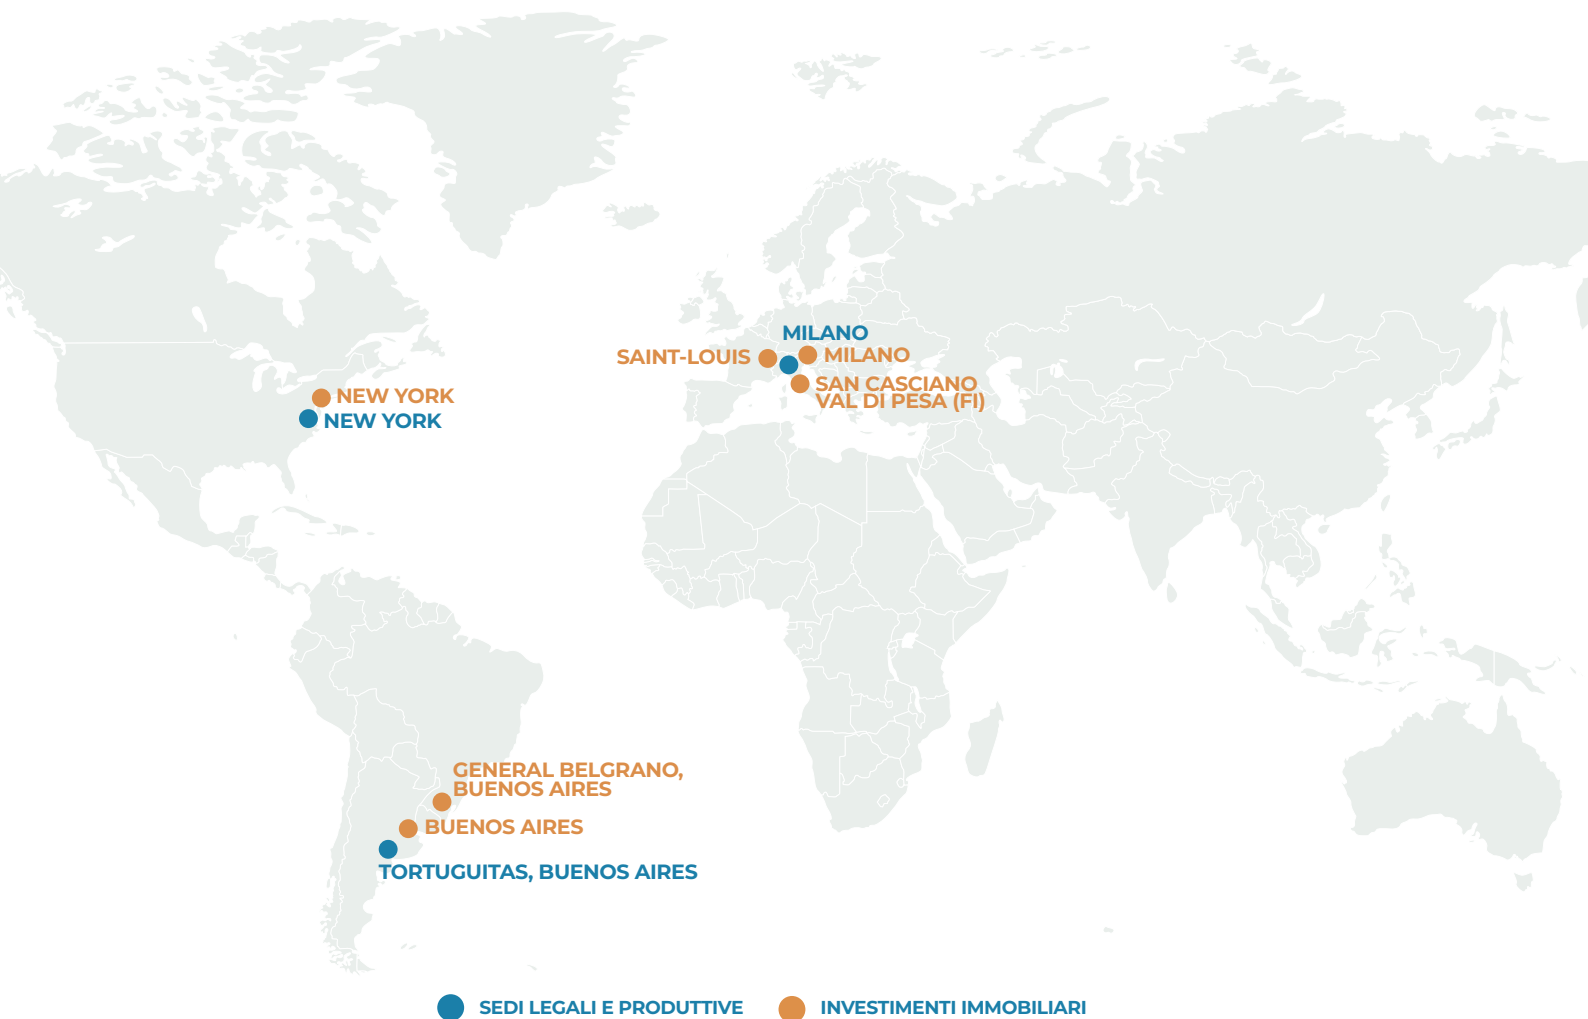 MILANO
SAINT-LOUIS
MILANO
SAN CASCIANO
VAL DI PESA (FI)
NEW YORK
NEW YORK
GENERAL BELGRANO,
BUENOS AIRES
BUENOS AIRES
TORTUGUITAS, BUENOS AIRES
SEDI LEGALI E PRODUTTIVE
INVESTIMENTI IMMOBILIARI